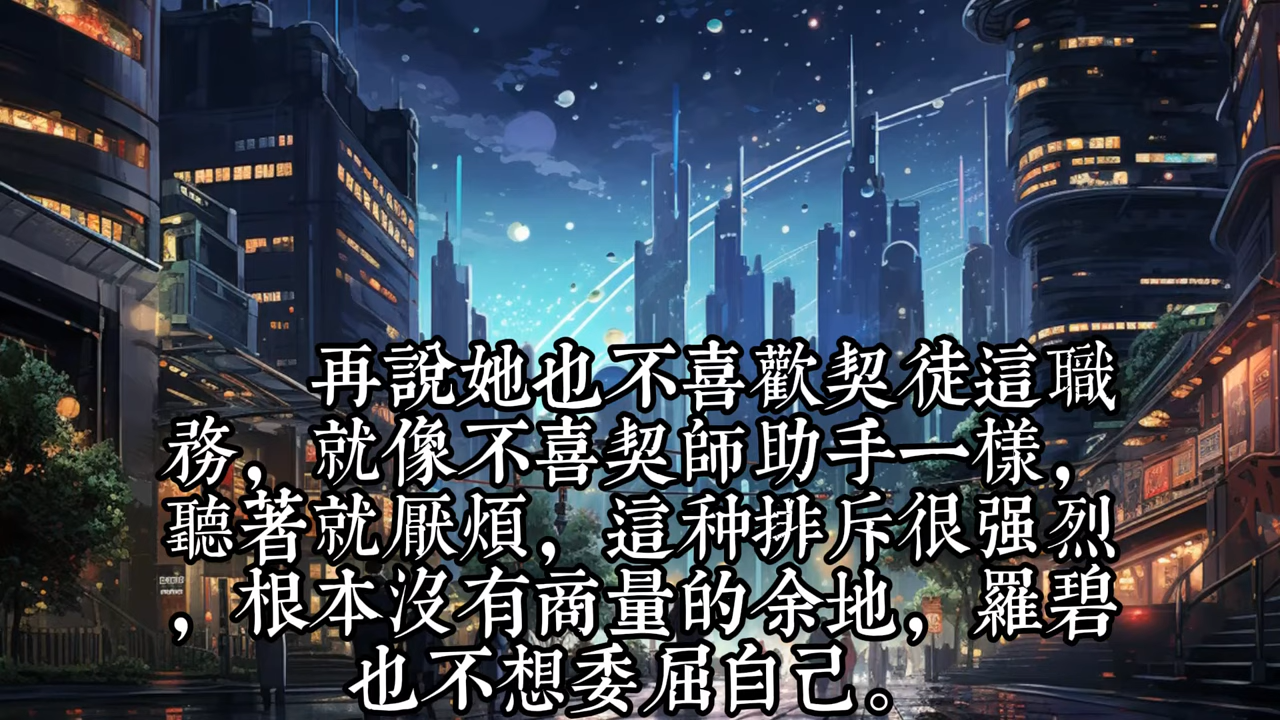 再說她也不喜歡契徒這職
務，就像不喜契師助手一樣，
聽著就厭煩，這种排斥很强烈
，根本沒有商量的余地，羅碧
也不想委屈自己。